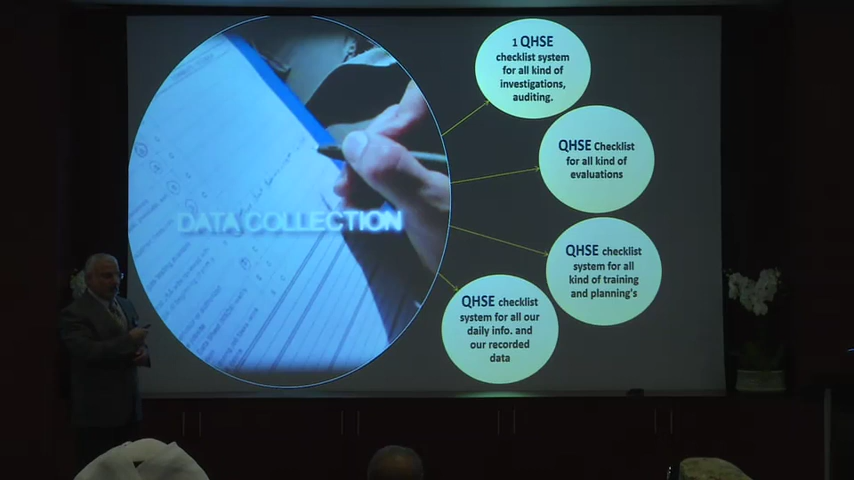 DATA COLLECTION
1 QHSE
checklist system
for all kind of
investigations,
auditing.
QHSE Checklist
for all kind of
evaluations
QHSE checklist
system for all
kind of training
and planning's
QHSE checklist
system for all our
daily info. and
our recorded
data